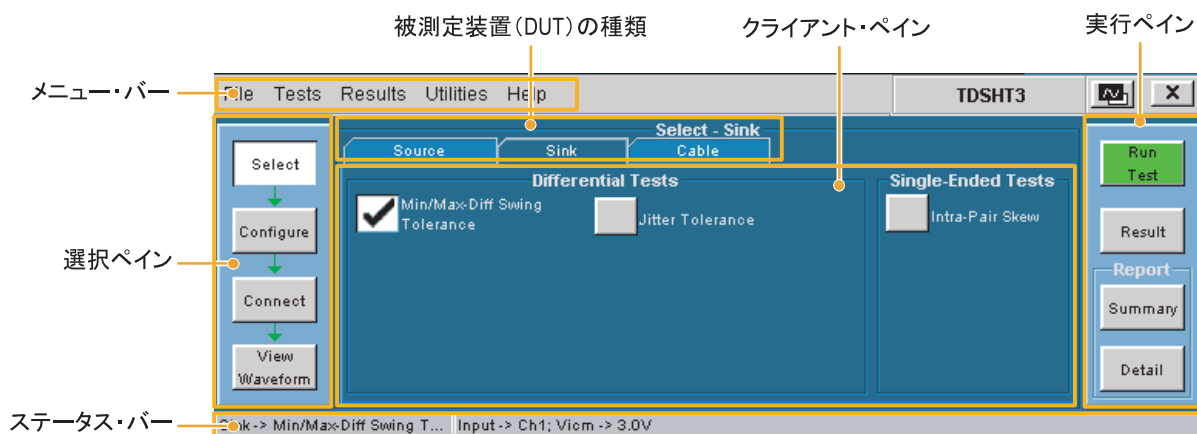 被測定装置(DUT)の種類
クライアント・ペイン
実行ペイン
メニュー・バー
File Tests Results Utilities Help
TDSHT3
X
Select - Sink
Source Sink Cable
Select
Configure
Connect
View
Waveform
選択ペイン
Differential Tests
Min/Max-Diff Swing
Tolerance
Jitter Tolerance
Single-Ended Tests
Intra-Pair Skew
Run
Test
Result
Report
Summary
Detail
ステータス・バー
Sink-> Min/Max-Diff Swing T... Input-> Ch1; Vicm -> 3.0V